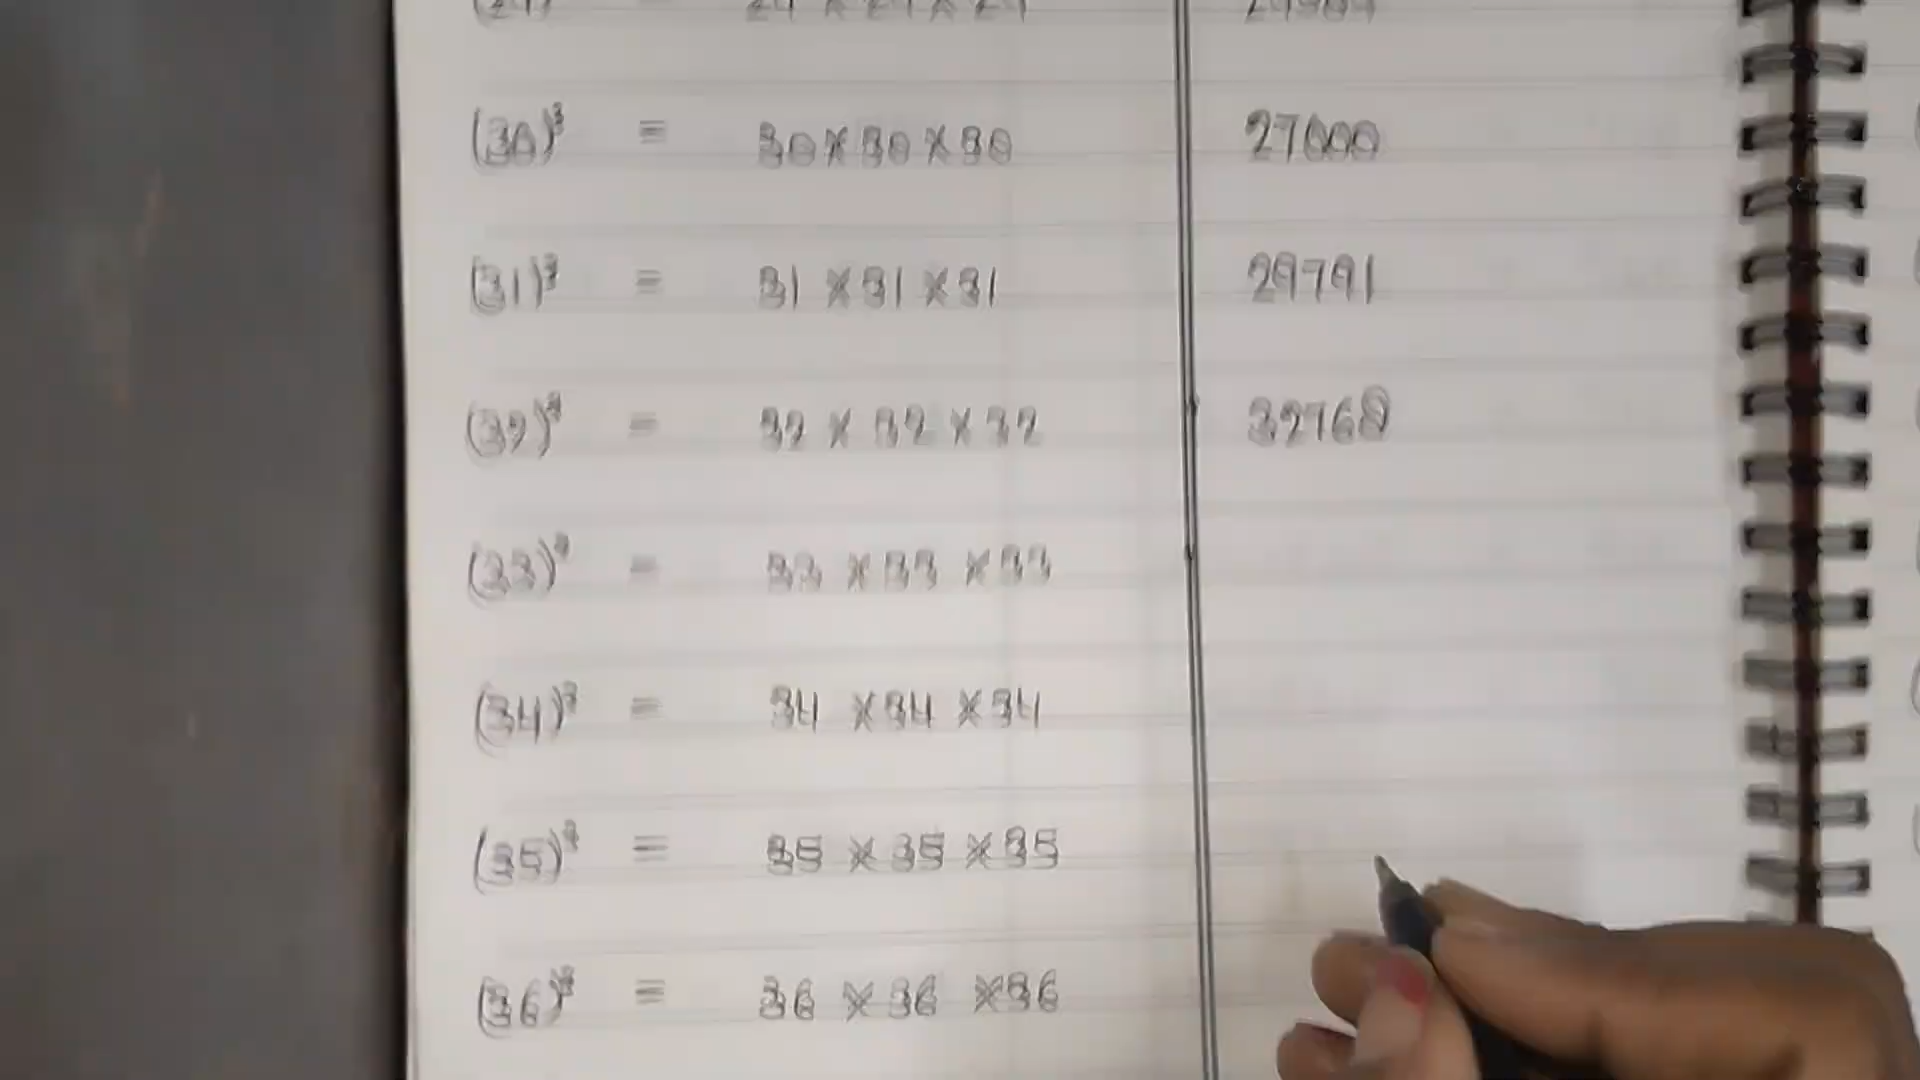 (30)³ = 30×30×30 27000
(31)³ = 31×31×31 29791
(32)³ = 32×32×32 32768
(33)³ = 33×33×33
(34)³ = 34×34×34
(35)³ = 35×35×35
(36)³ = 36×36×36